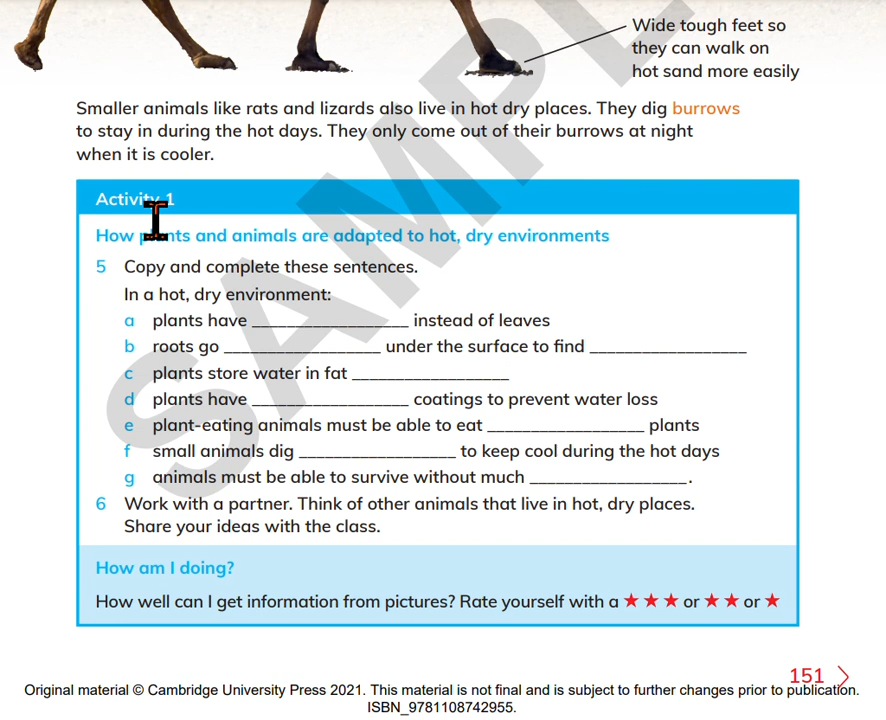 Wide tough feet so
they can walk on
hot sand more easily
Smaller animals like rats and lizards also live in hot dry places. They dig burrows
to stay in during the hot days. They only come out of their burrows at night
when it is cooler.
Activity 1
How plants and animals are adapted to hot, dry environments
5 Copy and complete these sentences.
In a hot, dry environment:
a plants have __________________ instead of leaves
b roots go __________________ under the surface to find __________________
c plants store water in fat __________________
d plants have __________________ coatings to prevent water loss
e plant-eating animals must be able to eat __________________ plants
f small animals dig __________________ to keep cool during the hot days
g animals must be able to survive without much __________________.
6 Work with a partner. Think of other animals that live in hot, dry places.
Share your ideas with the class.
How am I doing?
How well can I get information from pictures? Rate yourself with a ★ ★ ★ or ★ ★ or ★
151
Original material © Cambridge University Press 2021. This material is not final and is subject to further changes prior to publication.
ISBN_9781108742955.
SAMPLE